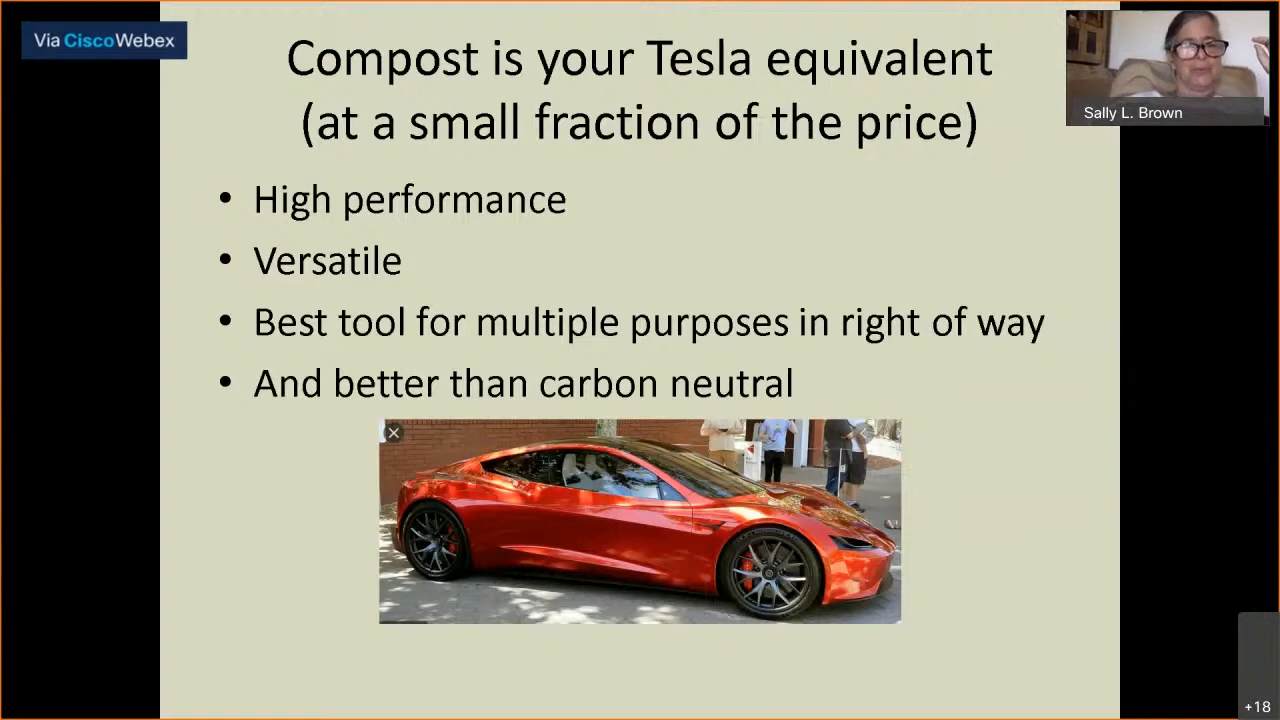 Via CiscoWebex
Compost is your Tesla equivalent
(at a small fraction of the price)
Sally L. Brown
• High performance
• Versatile
• Best tool for multiple purposes in right of way
• And better than carbon neutral
+18